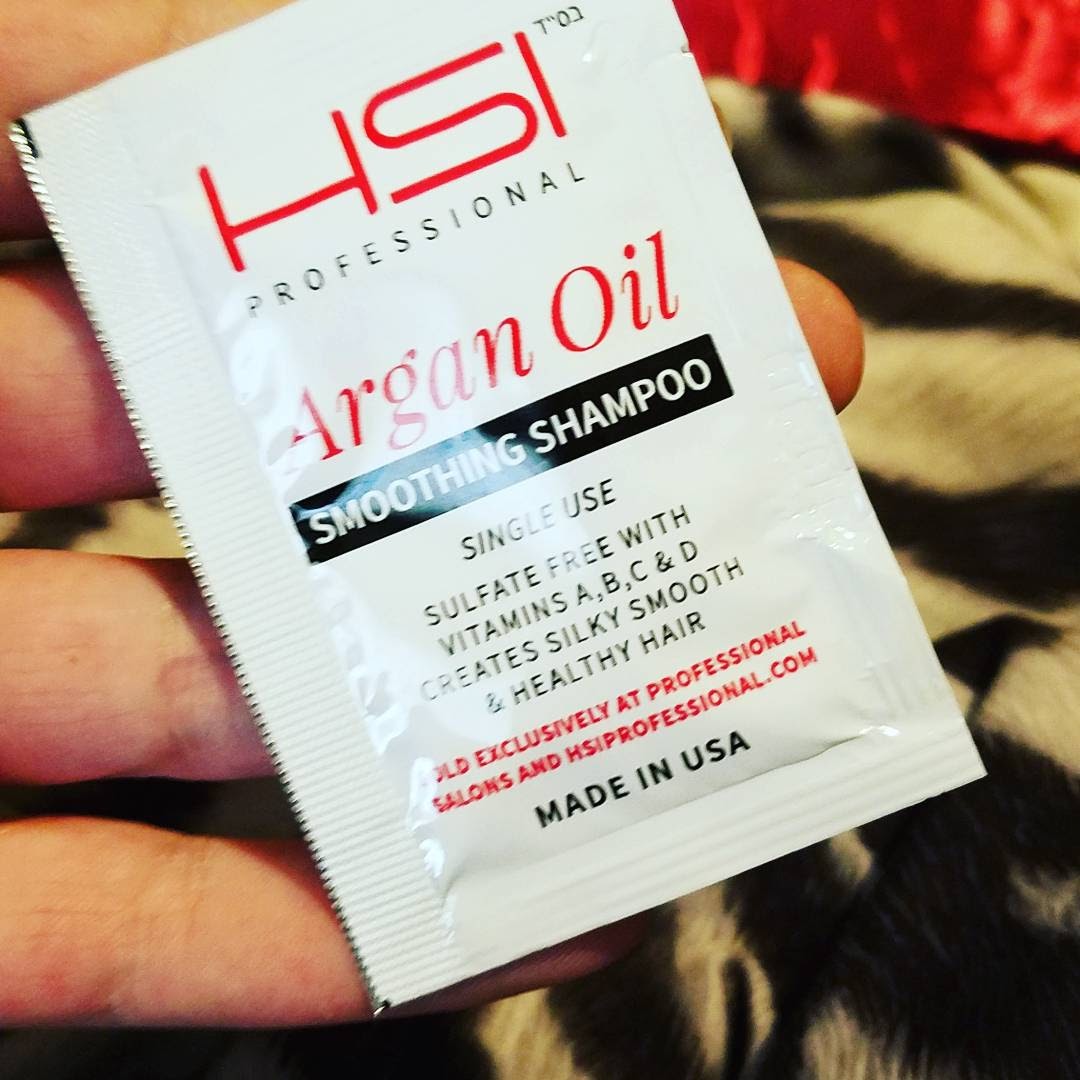 בס"ד
HSI
PROFESSIONAL
Argan Oil
SMOOTHING SHAMPOO
SINGLE USE
SULFATE FREE WITH
VITAMINS A,B,C & D
CREATES SILKY SMOOTH
& HEALTHY HAIR
SOLD EXCLUSIVELY AT PROFESSIONAL
SALONS AND HSIPROFESSIONAL.COM
MADE IN USA